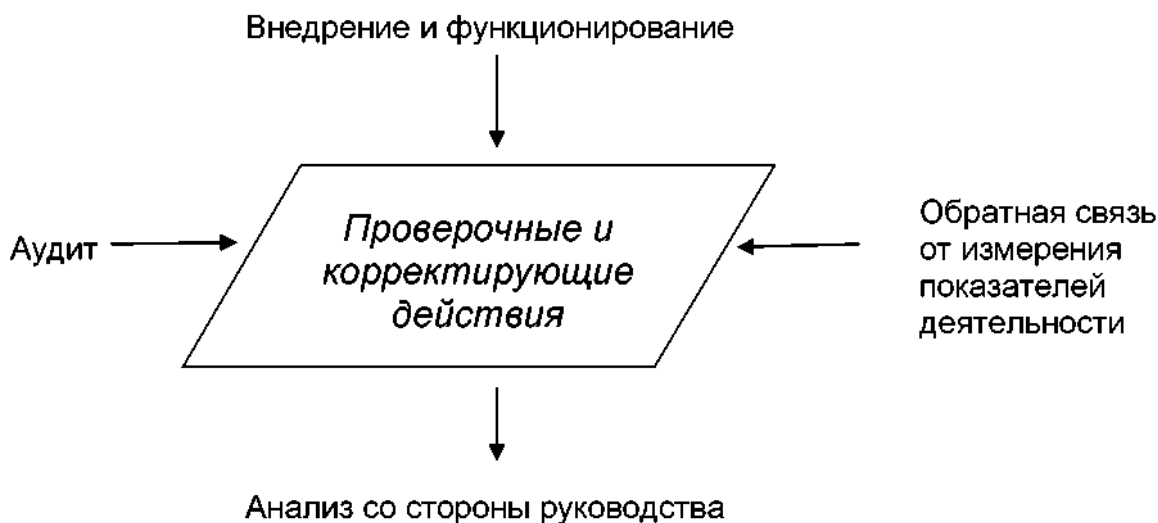 Внедрение и функционирование
Аудит
Проверочные и
корректирующие
действия
Обратная связь
от измерения
показателей
деятельности
Анализ со стороны руководства